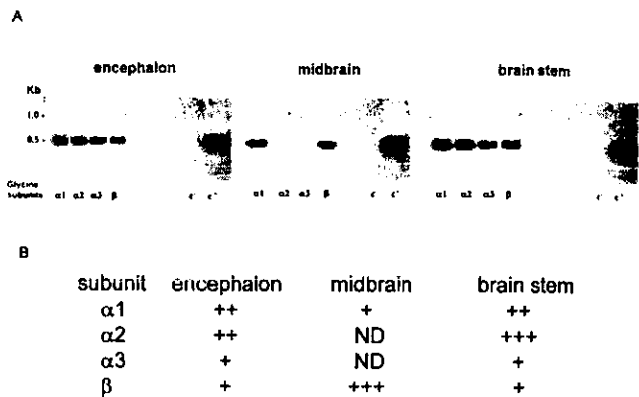 A
encephalon midbrain brain stem
Kb
1.0 -
0.5 -
Glycine
subunits α1 α2 α3 β c- c+ α1 α2 α3 β c- c+ α1 α2 α3 β c- c+
B
subunit encephalon midbrain brain stem
α1 ++ + ++
α2 ++ ND +++
α3 + ND +
β + +++ +